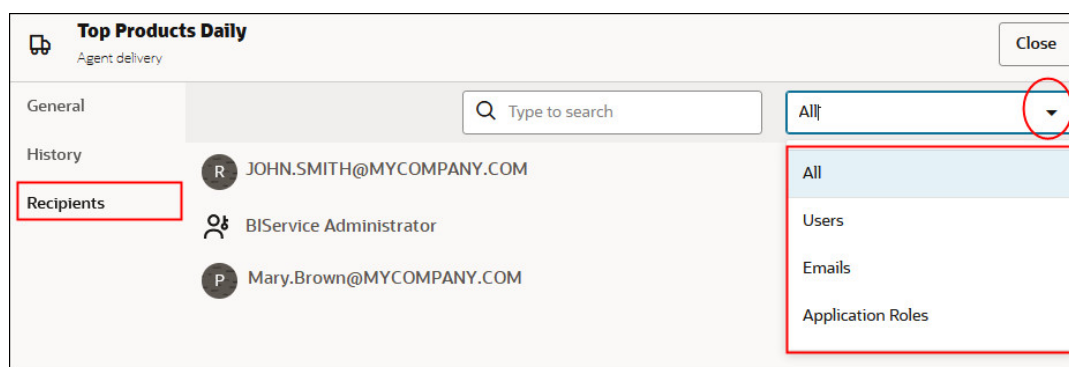 Top Products Daily
Agent delivery
Close
General
History
Recipients
Type to search
All
R JOHN.SMITH@MYCOMPANY.COM
BIService Administrator
P Mary.Brown@MYCOMPANY.COM
All
Users
Emails
Application Roles